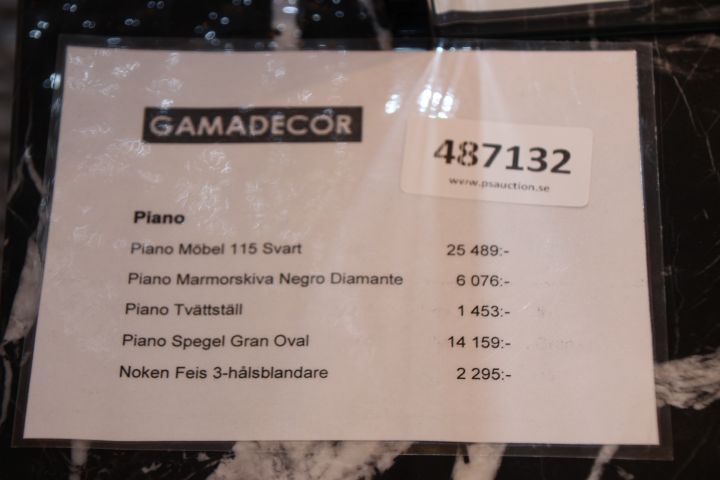 GAMADECOR
487132
www.psauction.se
Piano
Piano Möbel 115 Svart 25 489:-
Piano Marmorskiva Negro Diamante 6 076:-
Piano Tvättställ 1 453:-
Piano Spegel Gran Oval 14 159:-
Noken Feis 3-hålsblandare 2 295:-